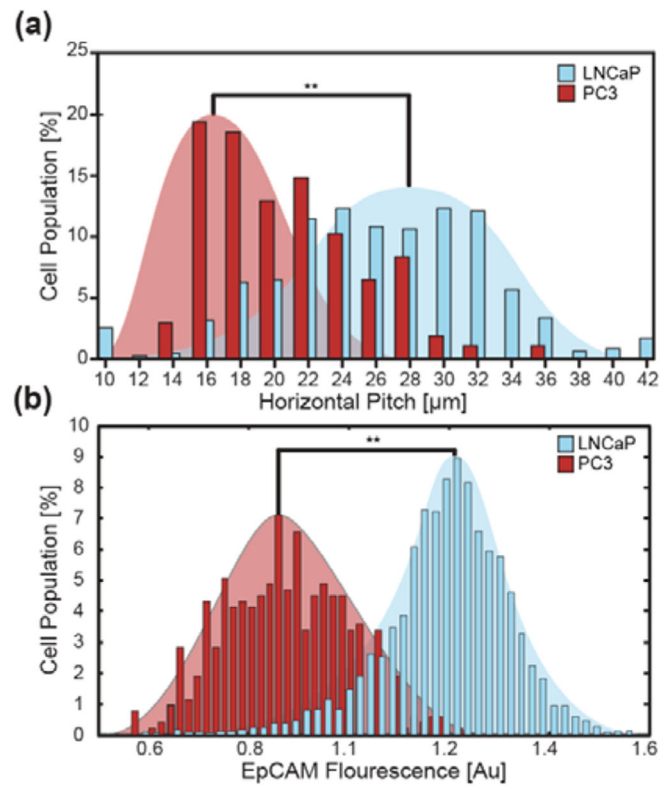 (a)
25
20
15
10
5
0
Cell Population [%]
**
LNCaP
PC3
10 12 14 16 18 20 22 24 26 28 30 32 34 36 38 40 42
Horizontal Pitch [µm]
(b)
10
9
8
7
6
5
4
3
2
1
0
Cell Population [%]
**
LNCaP
PC3
0.6 0.8 1.1 1.2 1.4 1.6
EpCAM Flourescence [Au]